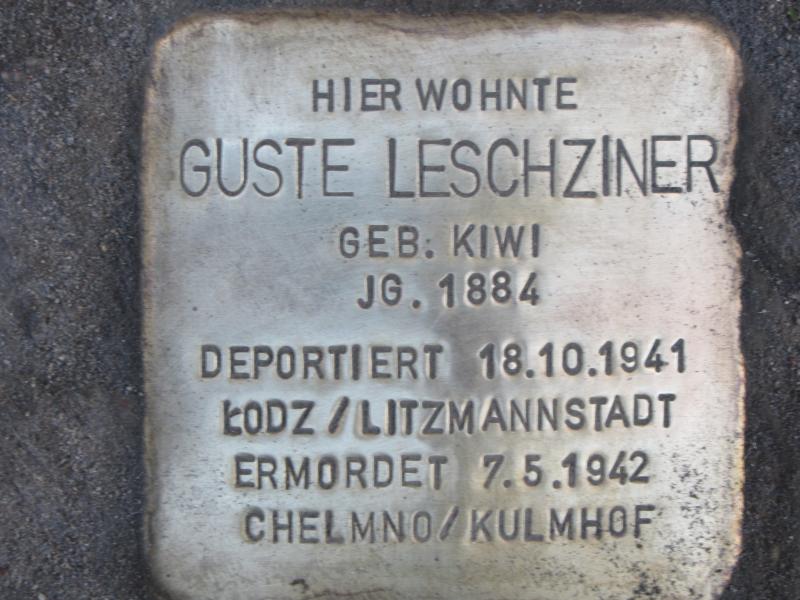 HIER WOHNTE
GUSTE LESCHZINER
GEB. KIWI
JG. 1884
DEPORTIERT 18.10.1941
ŁODZ/LITZMANNSTADT
ERMORDET 7.5.1942
CHELMNO/KULMHOF